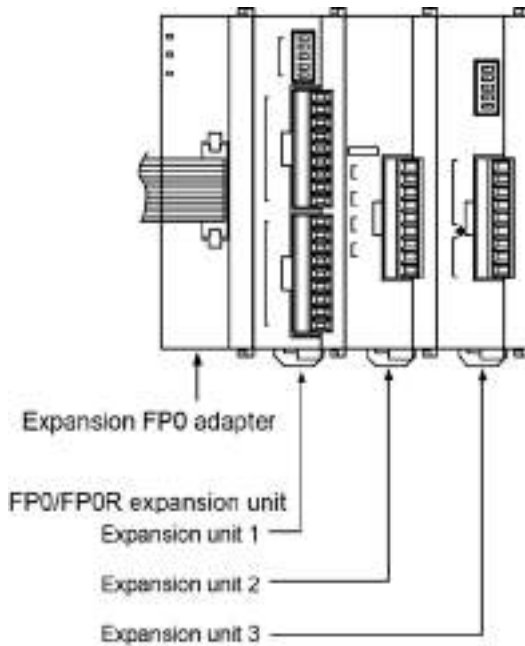 Expansion FP0 adapter
FP0/FP0R expansion unit
Expansion unit 1
Expansion unit 2
Expansion unit 3